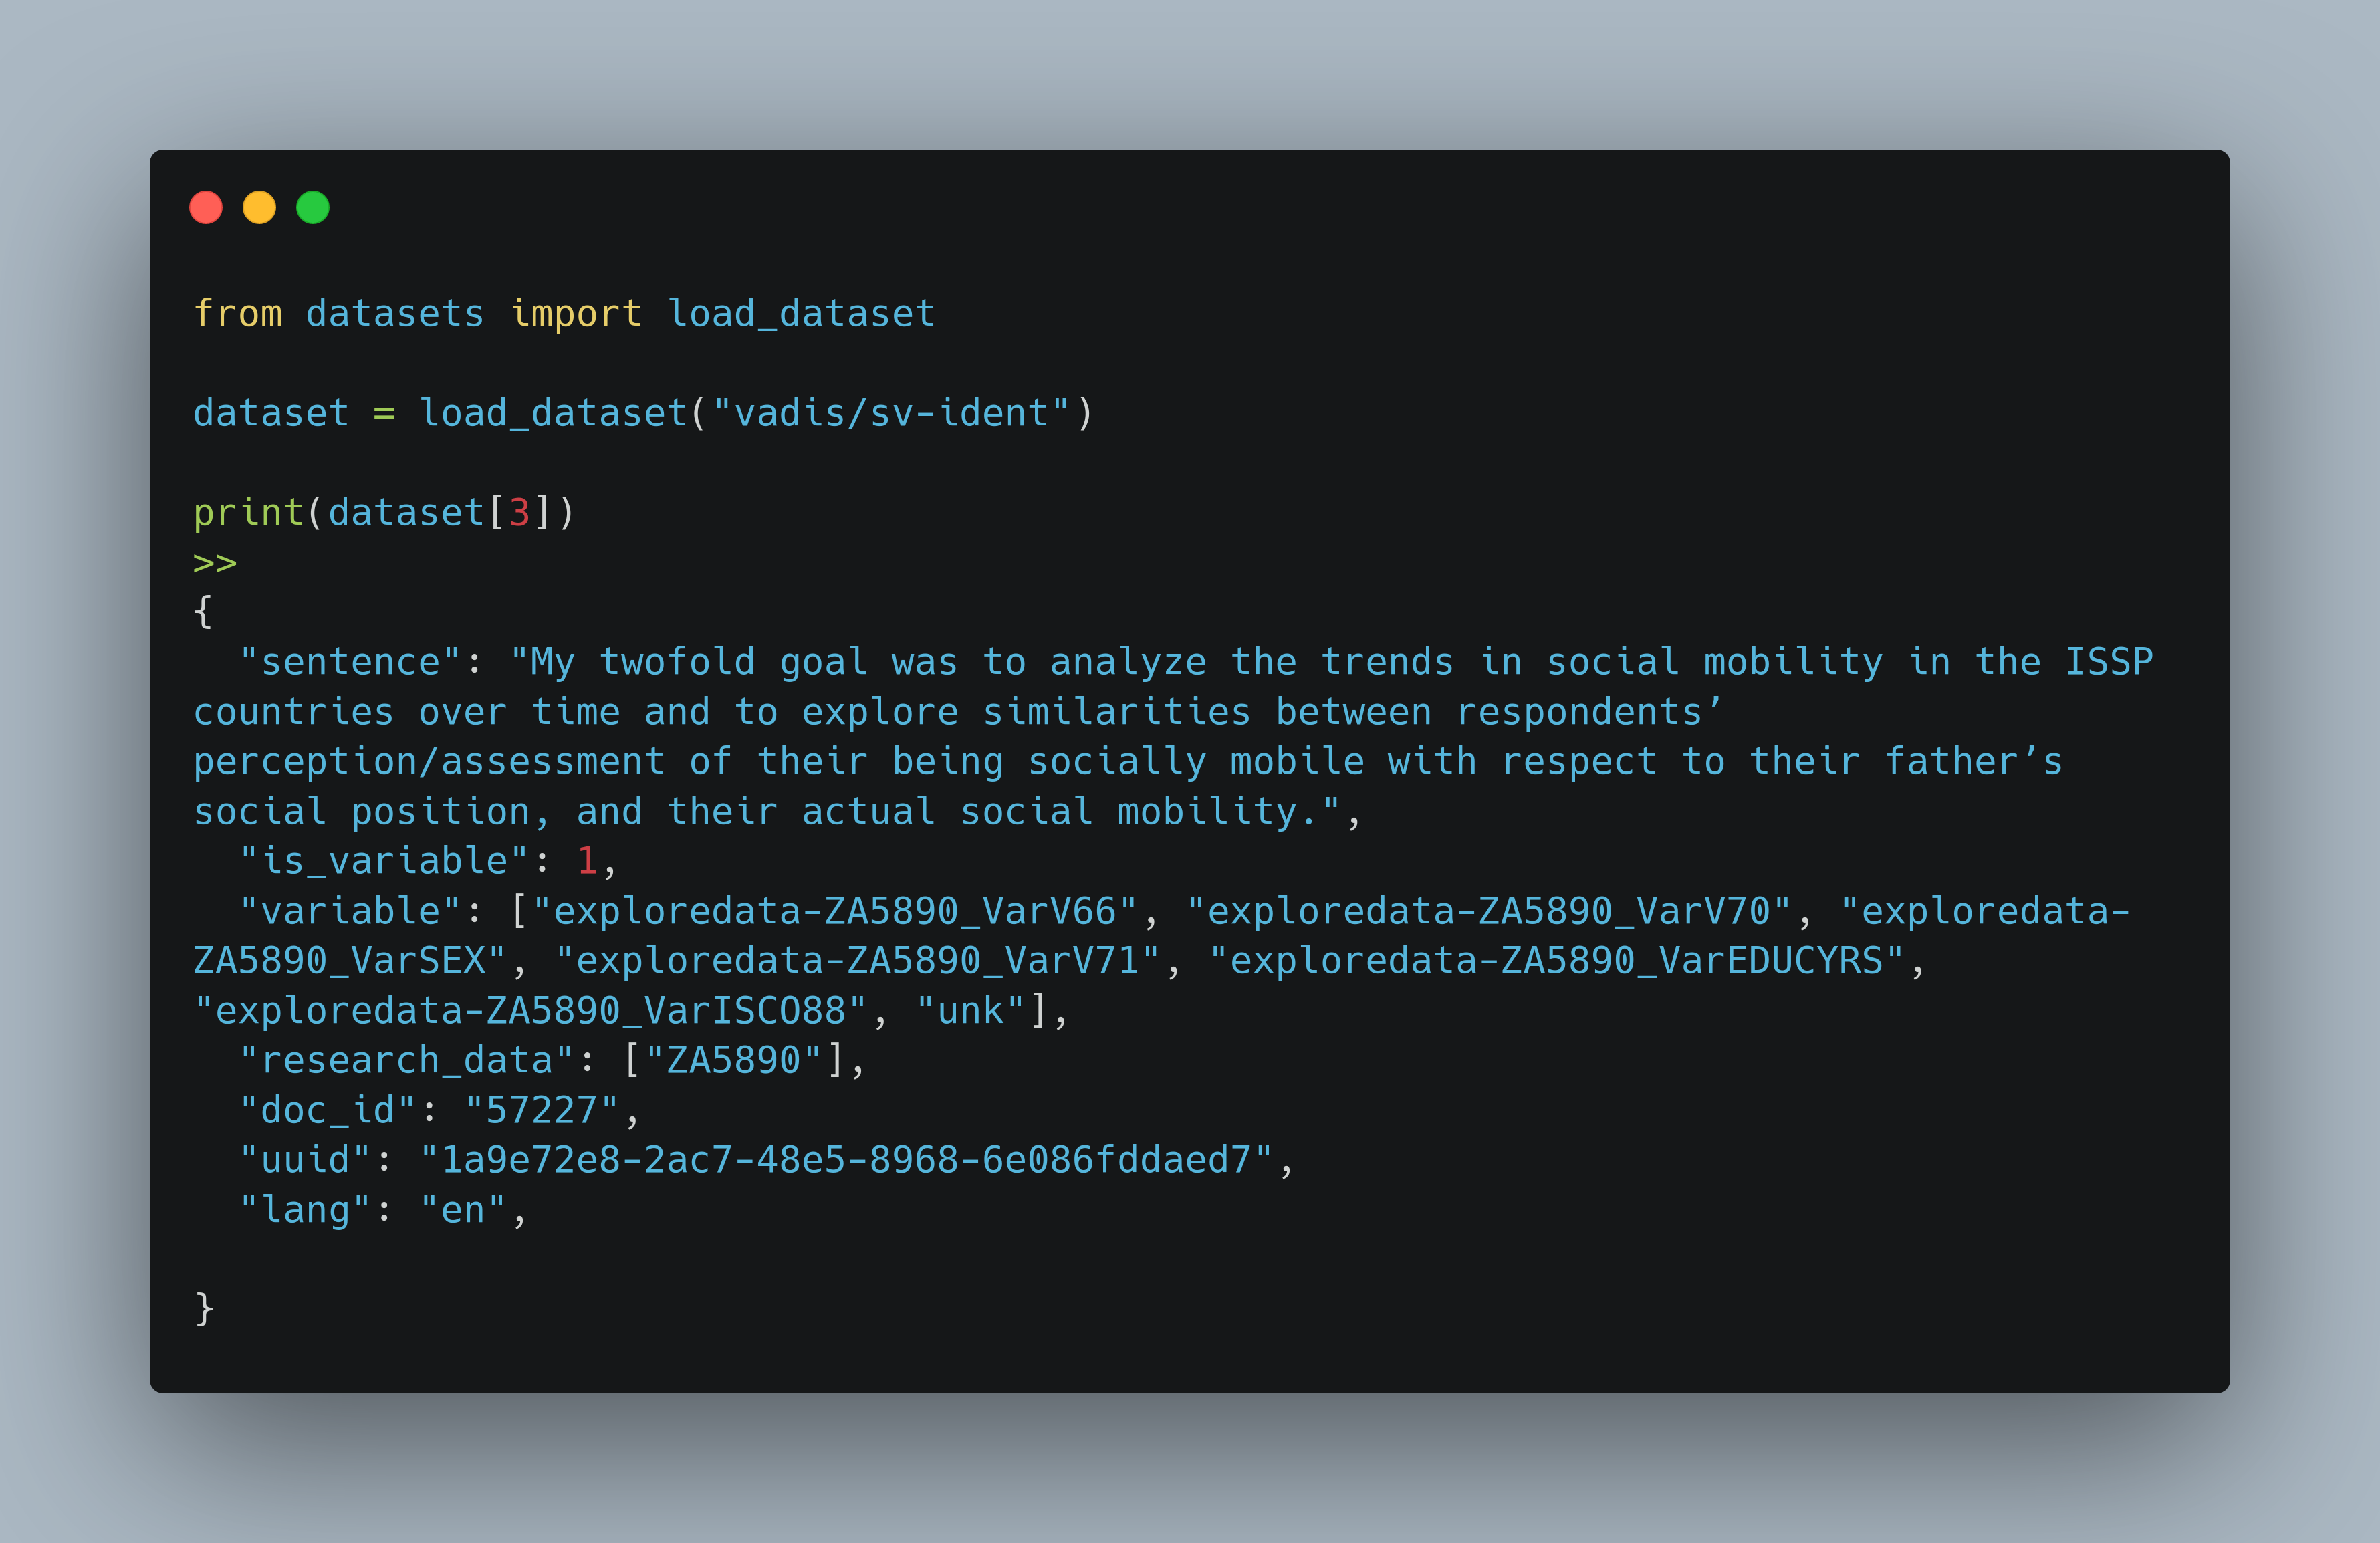 from datasets import load_dataset
dataset = load_dataset("vadis/sv-ident")
print(dataset[3])
>>
{
  "sentence": "My twofold goal was to analyze the trends in social mobility in the ISSP
countries over time and to explore similarities between respondents’
perception/assessment of their being socially mobile with respect to their father’s
social position, and their actual social mobility.",
  "is_variable": 1,
  "variable": ["exploredata-ZA5890_VarV66", "exploredata-ZA5890_VarV70", "exploredata-
ZA5890_VarSEX", "exploredata-ZA5890_VarV71", "exploredata-ZA5890_VarEDUCYRS",
"exploredata-ZA5890_VarISCO88", "unk"],
  "research_data": ["ZA5890"],
  "doc_id": "57227",
  "uuid": "1a9e72e8-2ac7-48e5-8968-6e086fddaed7",
  "lang": "en",
}